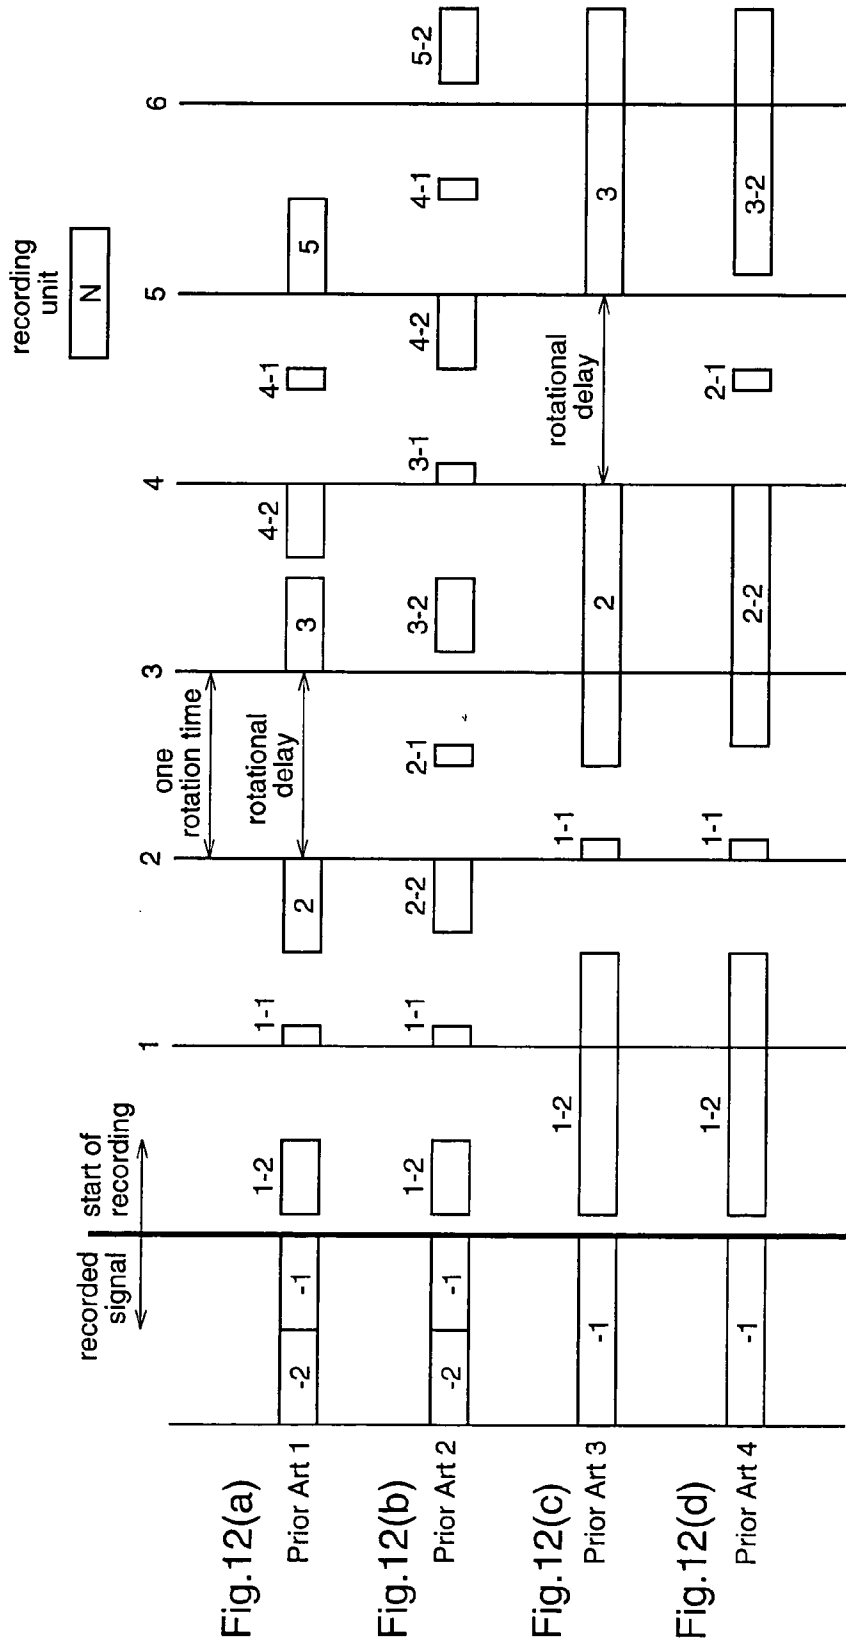 recording
unit
N
recorded
signal
start of
recording
1
2
one
rotation time
3
4
5
6
Fig.12(a)
Prior Art 1
-2
-1
1-2
1-1
2
rotational
delay
3
4-2
4-1
5
Fig.12(b)
Prior Art 2
-2
-1
1-2
1-1
2-2
2-1
3-2
3-1
4-2
4-1
5-2
Fig.12(c)
Prior Art 3
-1
1-2
1-1
2
rotational
delay
3
Fig.12(d)
Prior Art 4
-1
1-2
1-1
2-2
2-1
3-2